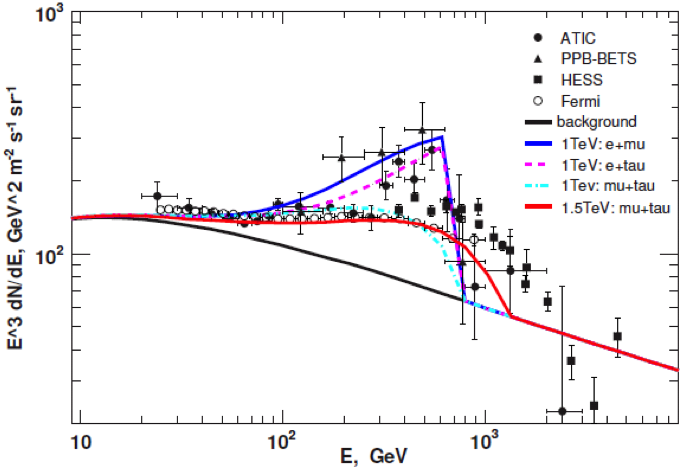 10³
ATIC
PPB-BETS
HESS
Fermi
background
1TeV: e+mu
1TeV: e+tau
1Tev: mu+tau
1.5TeV: mu+tau
10²
E^3 dN/dE, GeV^2 m⁻² s⁻¹ sr⁻¹
10
10²
10³
E, GeV